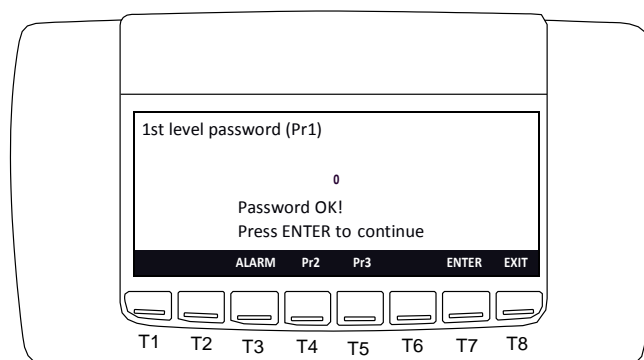 1st level password (Pr1)
0
Password OK!
Press ENTER to continue
ALARM Pr2 Pr3 ENTER EXIT
T1 T2 T3 T4 T5 T6 T7 T8